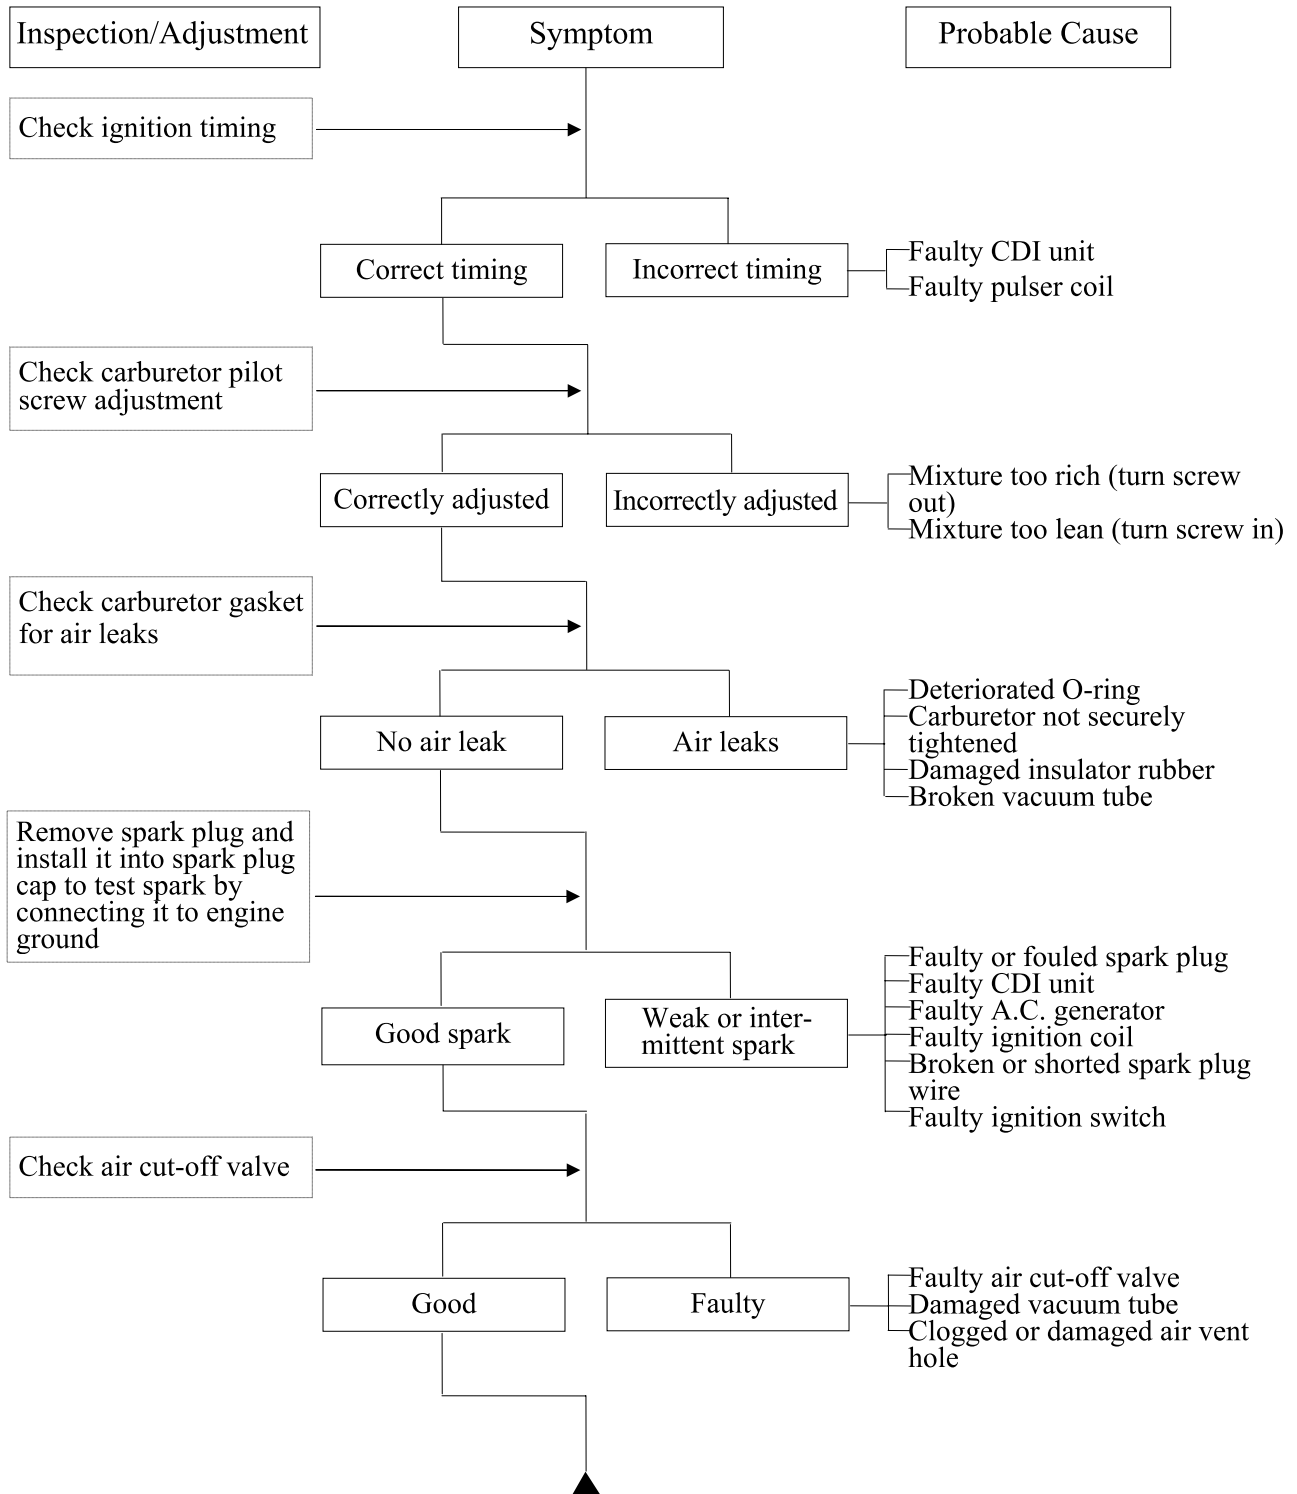 Inspection/Adjustment
Symptom
Probable Cause
Check ignition timing
Correct timing
Incorrect timing
Faulty CDI unit
Faulty pulser coil
Check carburetor pilot
screw adjustment
Correctly adjusted
Incorrectly adjusted
Mixture too rich (turn screw
out)
Mixture too lean (turn screw in)
Check carburetor gasket
for air leaks
No air leak
Air leaks
Deteriorated O-ring
Carburetor not securely
tightened
Damaged insulator rubber
Broken vacuum tube
Remove spark plug and
install it into spark plug
cap to test spark by
connecting it to engine
ground
Good spark
Weak or inter-
mittent spark
Faulty or fouled spark plug
Faulty CDI unit
Faulty A.C. generator
Faulty ignition coil
Broken or shorted spark plug
wire
Faulty ignition switch
Check air cut-off valve
Good
Faulty
Faulty air cut-off valve
Damaged vacuum tube
Clogged or damaged air vent
hole